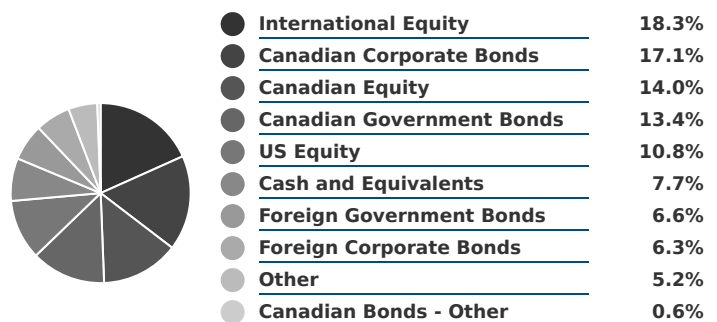 International Equity 18.3%
Canadian Corporate Bonds 17.1%
Canadian Equity 14.0%
Canadian Government Bonds 13.4%
US Equity 10.8%
Cash and Equivalents 7.7%
Foreign Government Bonds 6.6%
Foreign Corporate Bonds 6.3%
Other 5.2%
Canadian Bonds - Other 0.6%